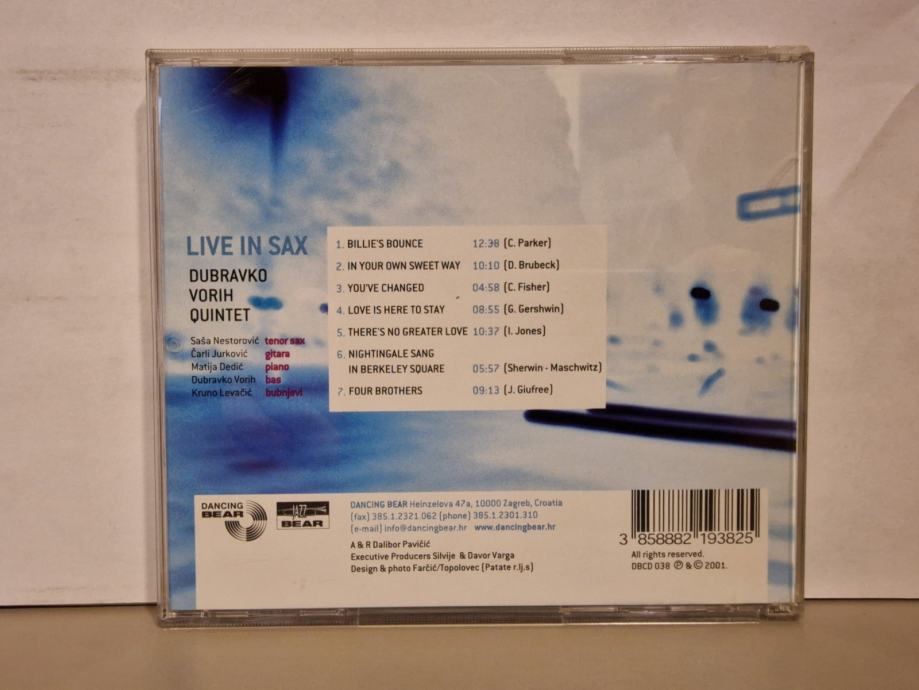 LIVE IN SAX
DUBRAVKO
VORIH
QUINTET
Saša Nestorović tenor sax
Čarli Jurković gitara
Matija Dedić piano
Dubravko Vorih bas
Kruno Levačić bubnjevi
1. BILLIE'S BOUNCE 12:38 (C. Parker)
2. IN YOUR OWN SWEET WAY 10:10 (D. Brubeck)
3. YOU'VE CHANGED 04:58 (C. Fisher)
4. LOVE IS HERE TO STAY 08:55 (G. Gershwin)
5. THERE'S NO GREATER LOVE 10:37 (I. Jones)
6. NIGHTINGALE SANG
IN BERKELEY SQUARE 05:57 (Sherwin - Maschwitz)
7. FOUR BROTHERS 09:13 (J. Giufree)
DANCING
BEAR
JAZZ
BEAR
DANCING BEAR Heinzelova 47a, 10000 Zagreb, Croatia
(fax) 385.1.2321.062 (phone) 385.1.2301.310
(e-mail) info@dancingbear.hr www.dancingbear.hr
A & R Dalibor Pavičić
Executive Producers Silvije & Davor Varga
Design & photo Farčić/Topolovec (Patate r.lj.s)
3 858882 193825
All rights reserved.
DBCD 038 ℗ & © 2001.